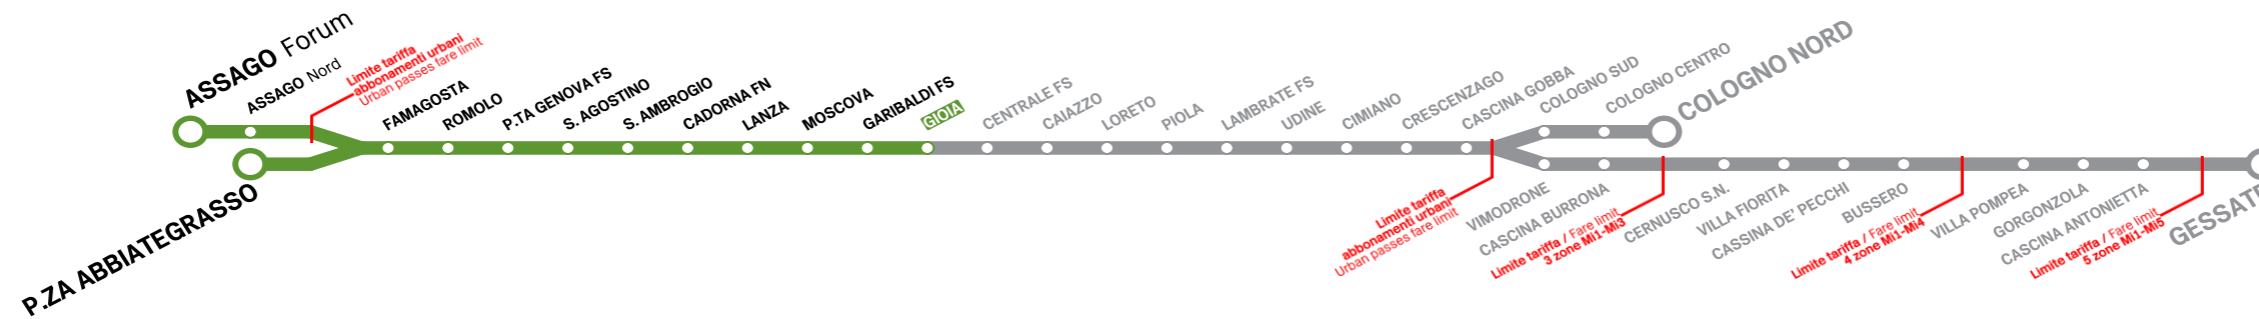 ASSAGO Forum
ASSAGO Nord
Limite tariffa
abbonamenti urbani
Urban passes fare limit
P.ZA ABBIATEGRASSO
FAMAGOSTA
ROMOLO
P.TA GENOVA FS
S. AGOSTINO
S. AMBROGIO
CADORNA FN
LANZA
MOSCOVA
GARIBALDI FS
GIOIA
CENTRALE FS
CAIAZZO
LORETO
PIOLA
LAMBRATE FS
UDINE
CIMIANO
CRESCENZAGO
CASCINA GOBBA
COLOGNO SUD
COLOGNO CENTRO
COLOGNO NORD
Limite tariffa
abbonamenti urbani
Urban passes fare limit
VIMODRONE
CASCINA BURRONA
Limite tariffa / Fare limit
3 zone Mi1-Mi3
CERNUSCO S.N.
VILLA FIORITA
CASSINA DE' PECCHI
BUSSERO
Limite tariffa / Fare limit
4 zone Mi1-Mi4
VILLA POMPEA
GORGONZOLA
CASCINA ANTONIETTA
Limite tariffa / Fare limit
5 zone Mi1-Mi5
GESSATE